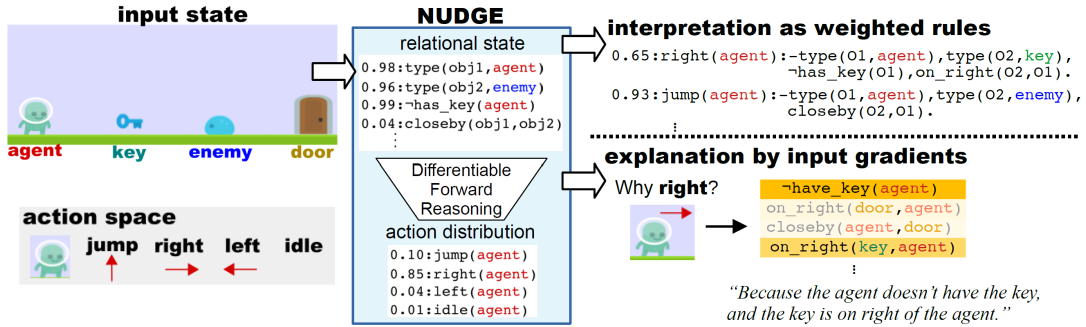 input state
agent
key
enemy
door
action space
jump
right
left
idle
NUDGE
relational state
0.98:type(obj1,agent)
0.96:type(obj2,enemy)
0.99:¬has_key(agent)
0.04:closeby(obj1,obj2)
⋮
Differentiable
Forward
Reasoning
action distribution
0.10:jump(agent)
0.85:right(agent)
0.04:left(agent)
0.01:idle(agent)
interpretation as weighted rules
0.65:right(agent):-type(O1,agent),type(O2,key),
¬has_key(O1),on_right(O2,O1).
0.93:jump(agent):-type(O1,agent),type(O2,enemy),
closeby(O2,O1).
⋮
explanation by input gradients
Why right?
¬have_key(agent)
on_right(door,agent)
closeby(agent,door)
on_right(key,agent)
⋮
“Because the agent doesn’t have the key,
and the key is on right of the agent.”